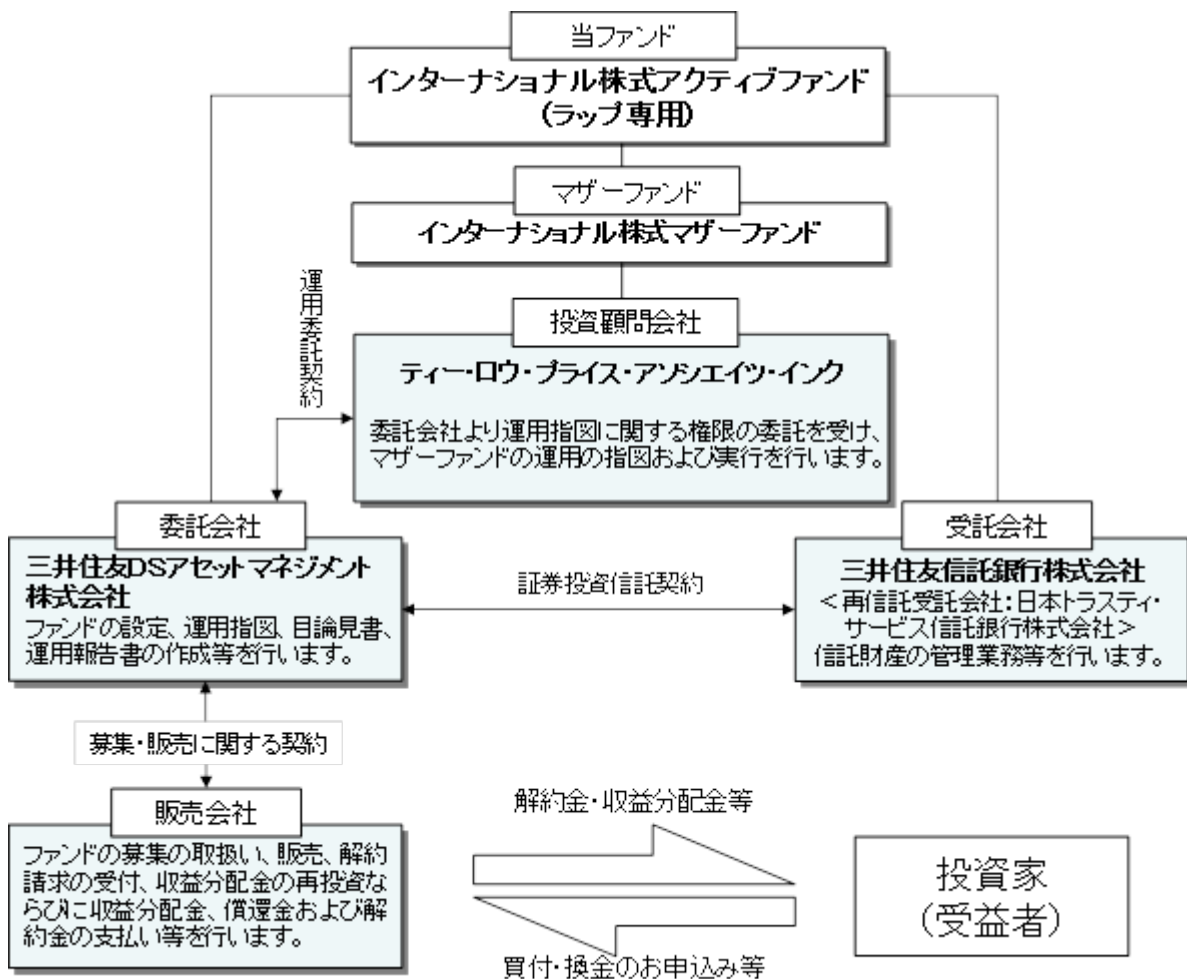 当ファンド
インターナショナル株式アクティブファンド
(ラップ専用)
マザーファンド
インターナショナル株式マザーファンド
運用委託契約
投資顧問会社
ティー・ロウ・プライス・アソシエイツ・インク
委託会社より運用指図に関する権限の委託を受け、
マザーファンドの運用の指図および実行を行います。
委託会社
三井住友DSアセットマネジメント
株式会社
ファンドの設定、運用指図、目論見書、
運用報告書の作成等を行います。
証券投資信託契約
受託会社
三井住友信託銀行株式会社
<再信託受託会社:日本トラスティ・
サービス信託銀行株式会社>
信託財産の管理業務等を行います。
募集・販売に関する契約
販売会社
ファンドの募集の取扱い、販売、解約
請求の受付、収益分配金の再投資な
らびに収益分配金、償還金および解
約金の支払い等を行います。
解約金・収益分配金等
買付・換金のお申込み等
投資家
(受益者)